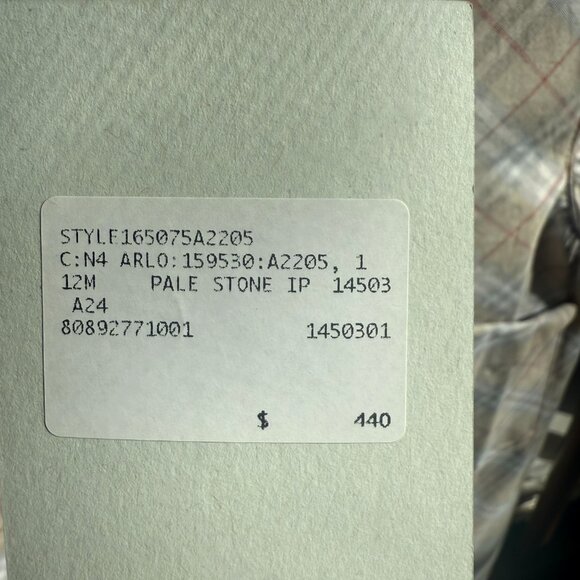 STYLE165075A2205
C:N4 ARLO:159530:A2205, 1
12M PALE STONE IP 14503
A24
80892771001 1450301
$ 440